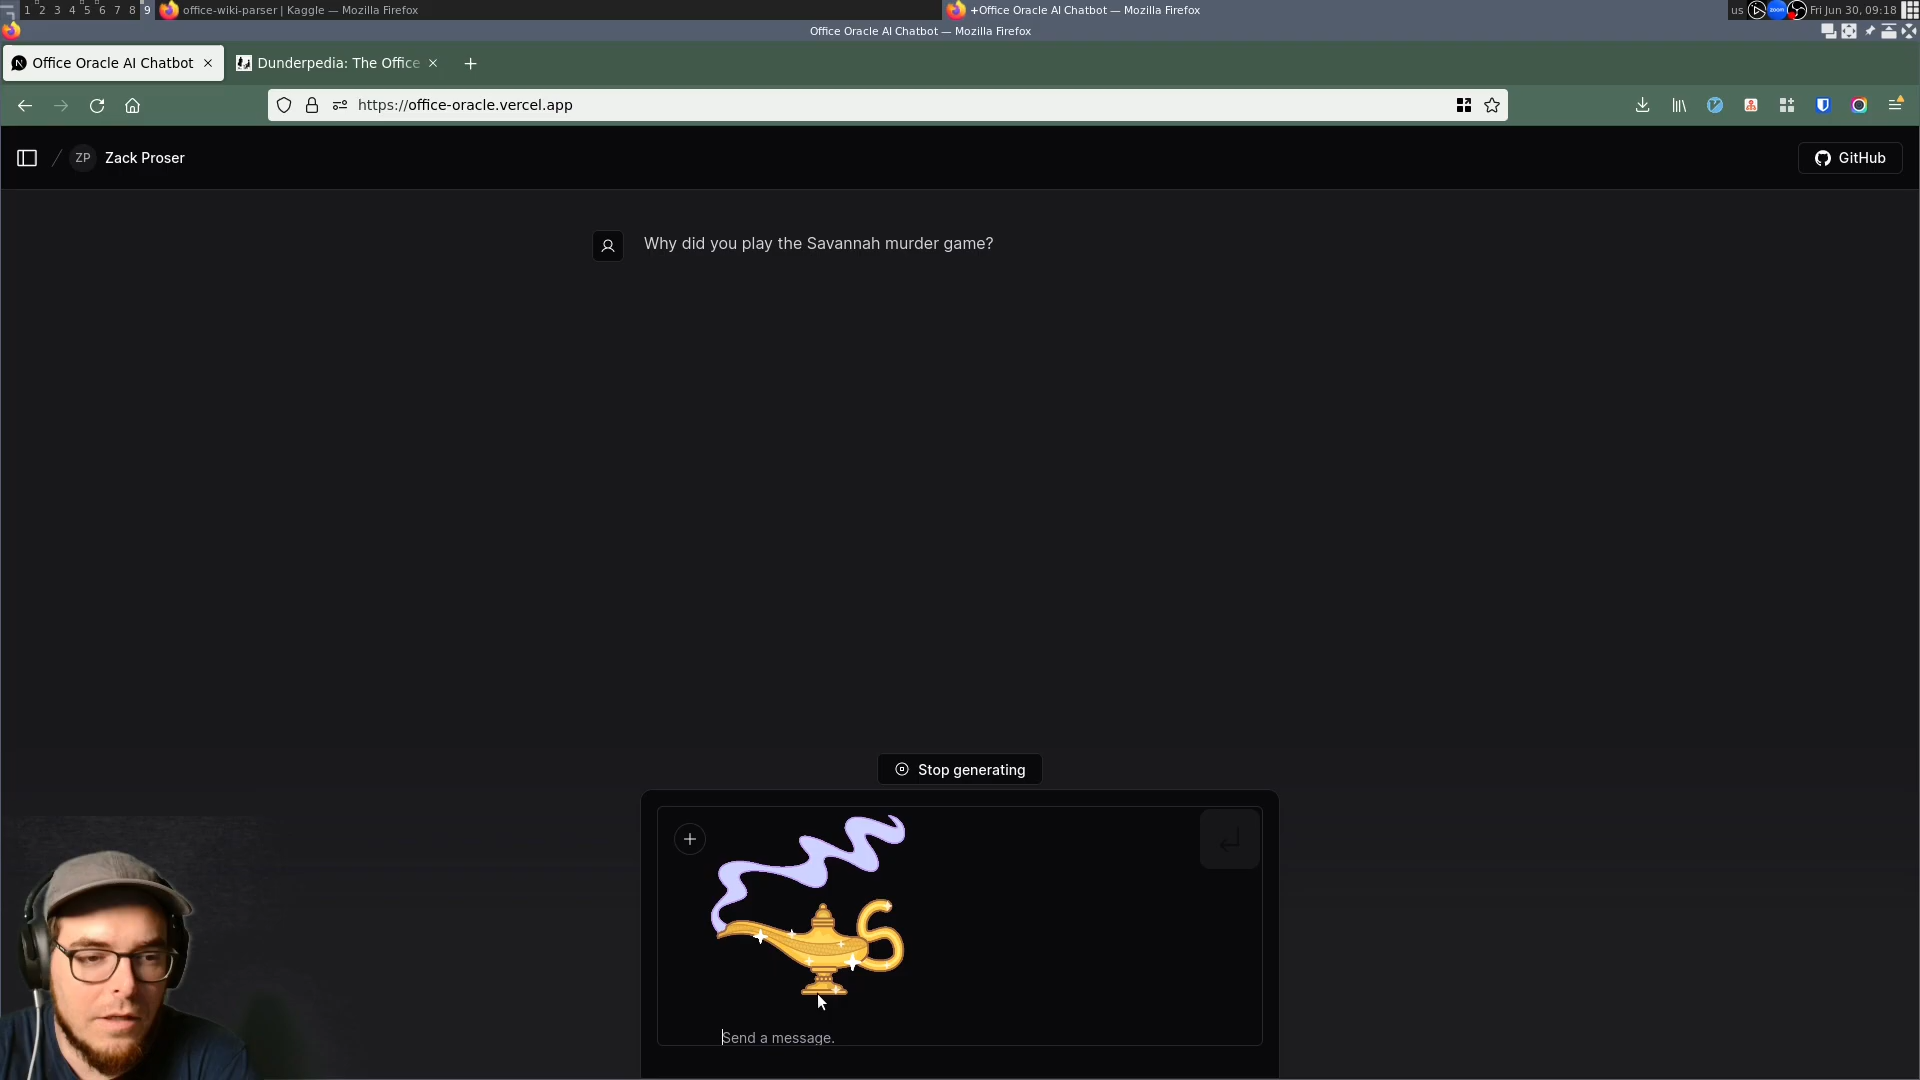 1 2 3 4 5 6 7 8 9 office-wiki-parser | Kaggle — Mozilla Firefox +Office Oracle AI Chatbot — Mozilla Firefox us zoom Fri Jun 30, 09:18
Office Oracle AI Chatbot — Mozilla Firefox
Office Oracle AI Chatbot Dunderpedia: The Office
https://office-oracle.vercel.app
ZP Zack Proser GitHub
Why did you play the Savannah murder game?
Stop generating
Send a message.